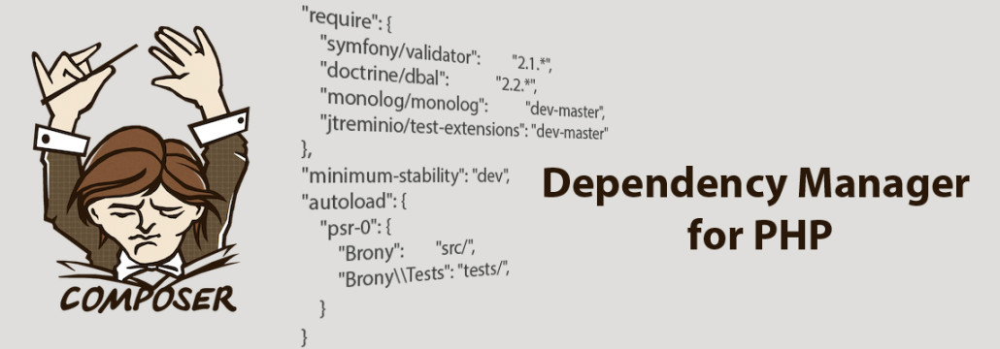 "require": {
"symfony/validator": "2.1.*",
"doctrine/dbal": "2.2.*",
"monolog/monolog": "dev-master",
"jtreminio/test-extensions": "dev-master"
},
"minimum-stability": "dev",
"autoload": {
"psr-0": {
"Brony": "src/",
"Brony\\Tests": "tests/",
}
}
COMPOSER
Dependency Manager
for PHP